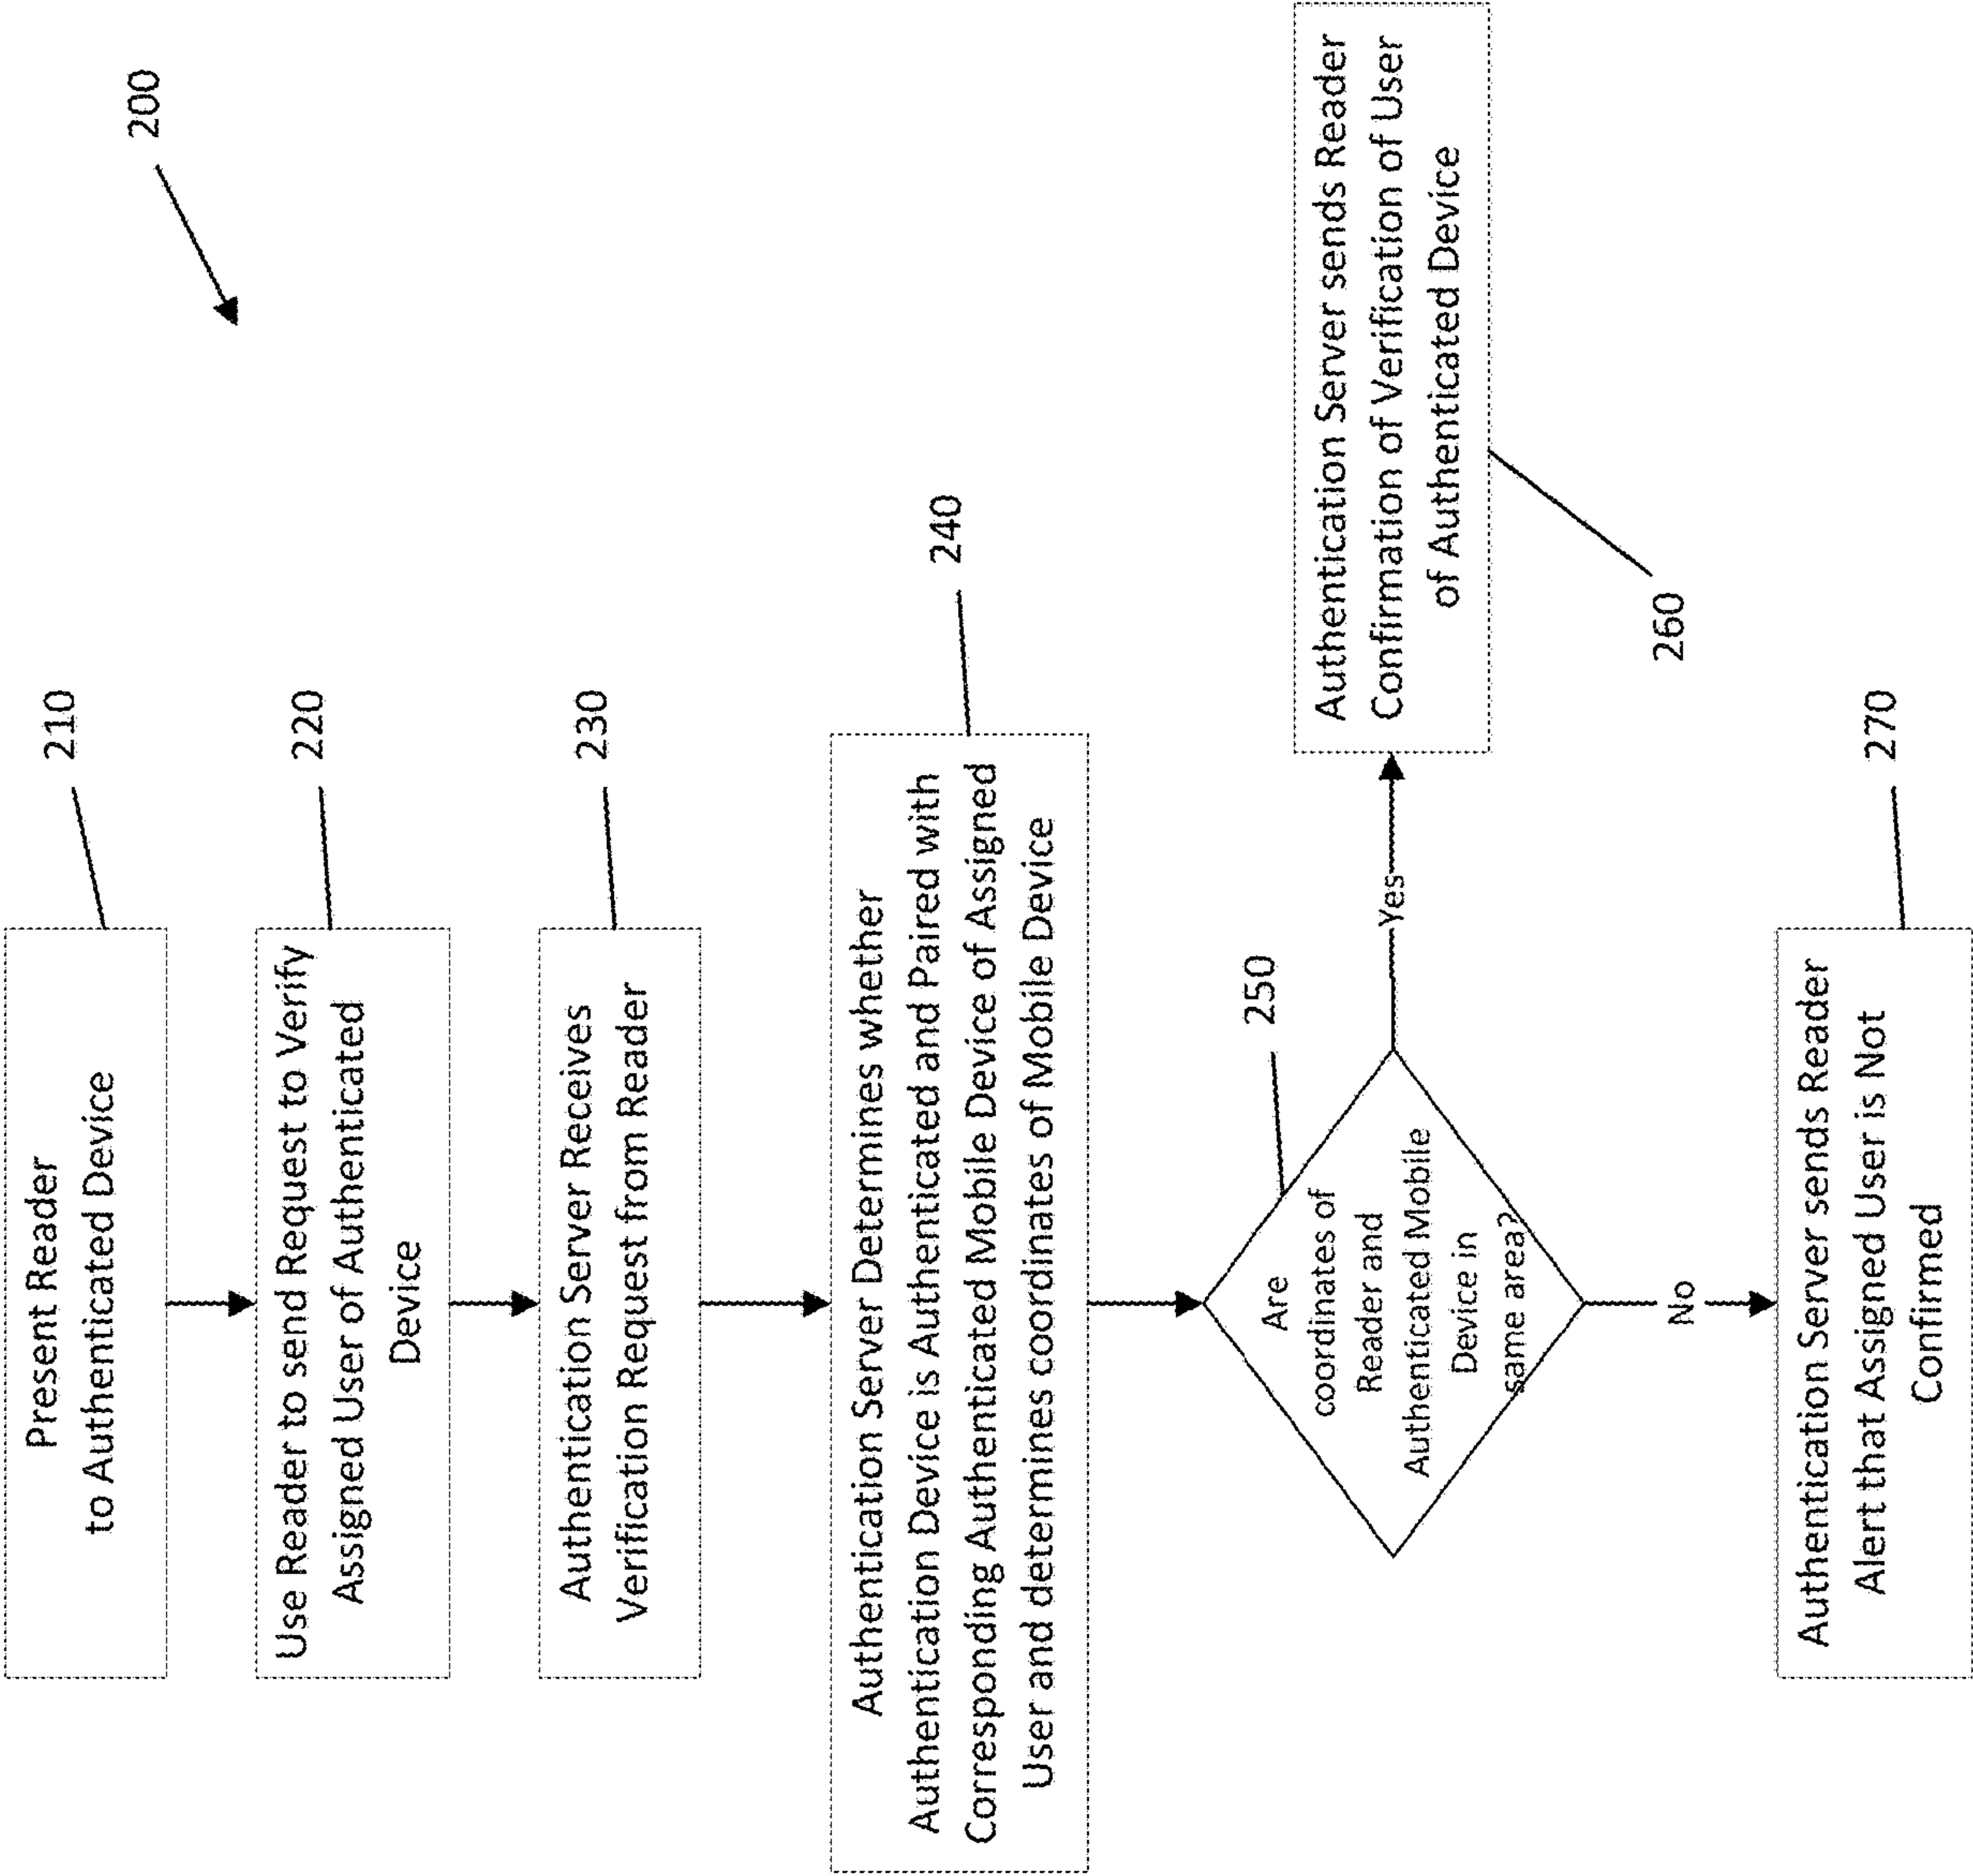 200
Present Reader
to Authenticated Device
210
Use Reader to send Request to Verify
Assigned User of Authenticated
Device
220
Authentication Server Receives
Verification Request from Reader
230
Authentication Server Determines whether
Authentication Device is Authenticated and Paired with
Corresponding Authenticated Mobile Device of Assigned
User and determines coordinates of Mobile Device
240
Are
coordinates of
Reader and
Authenticated Mobile
Device in
same area?
250
Yes
Authentication Server sends Reader
Confirmation of Verification of User
of Authenticated Device
260
No
Authentication Server sends Reader
Alert that Assigned User is Not
Confirmed
270